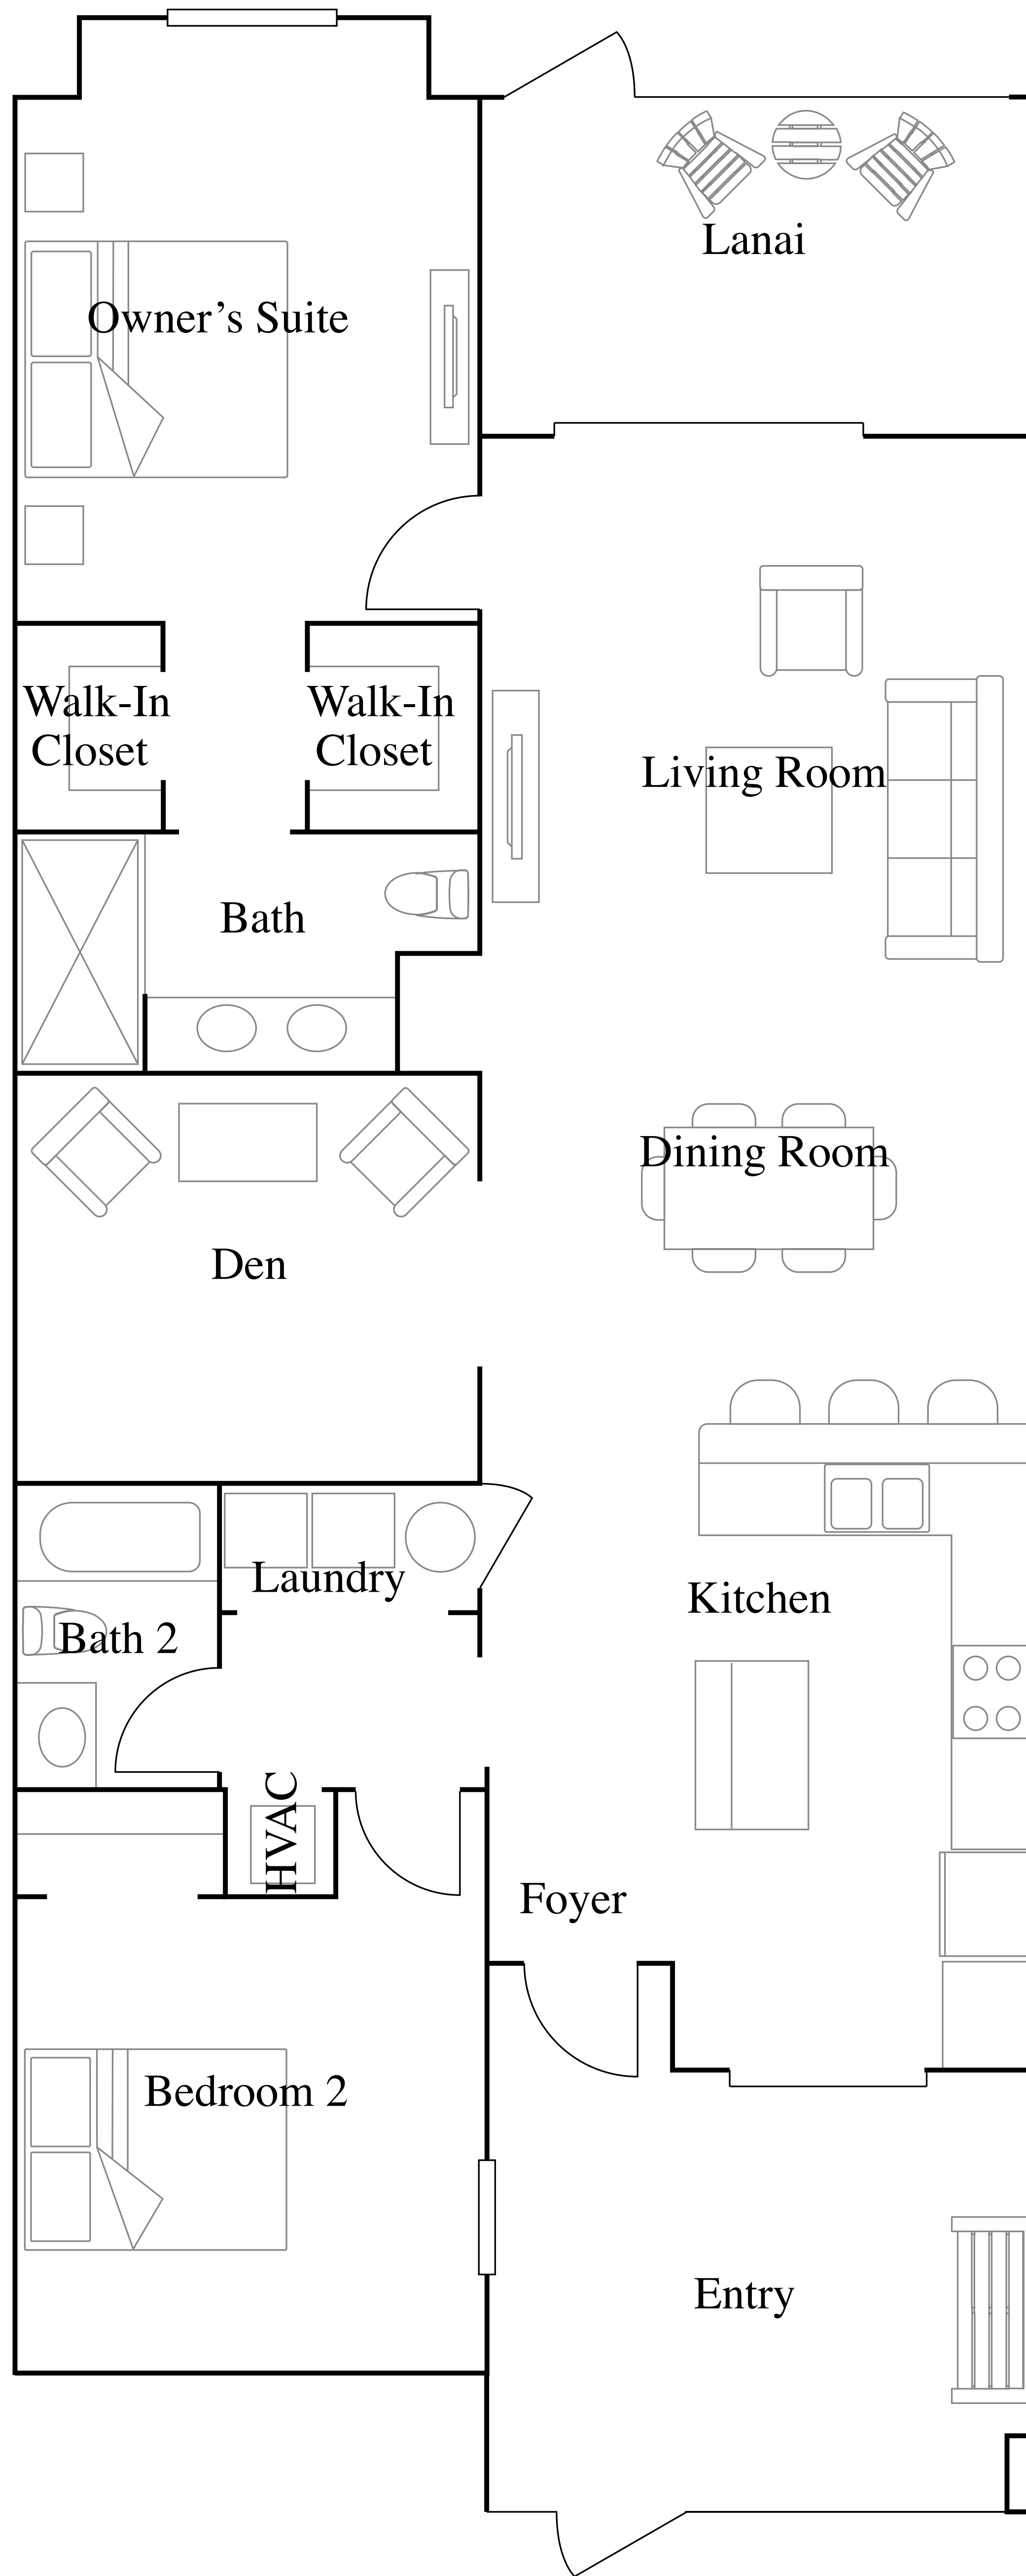 Lanai
Owner’s Suite
Walk-In
Closet
Walk-In
Closet
Living Room
Bath
Dining Room
Den
Laundry
Kitchen
Bath 2
HVAC
Foyer
Bedroom 2
Entry